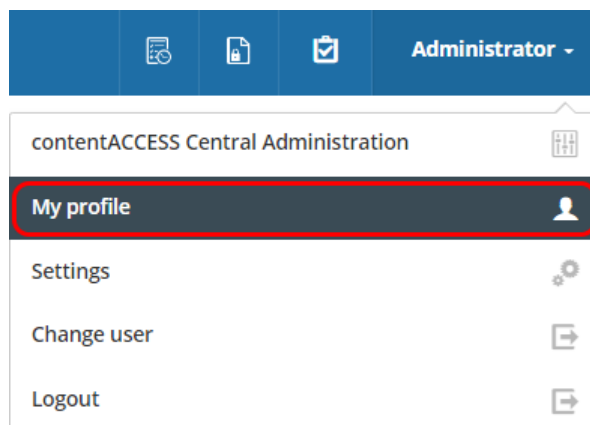 Administrator
contentACCESS Central Administration
My profile
Settings
Change user
Logout